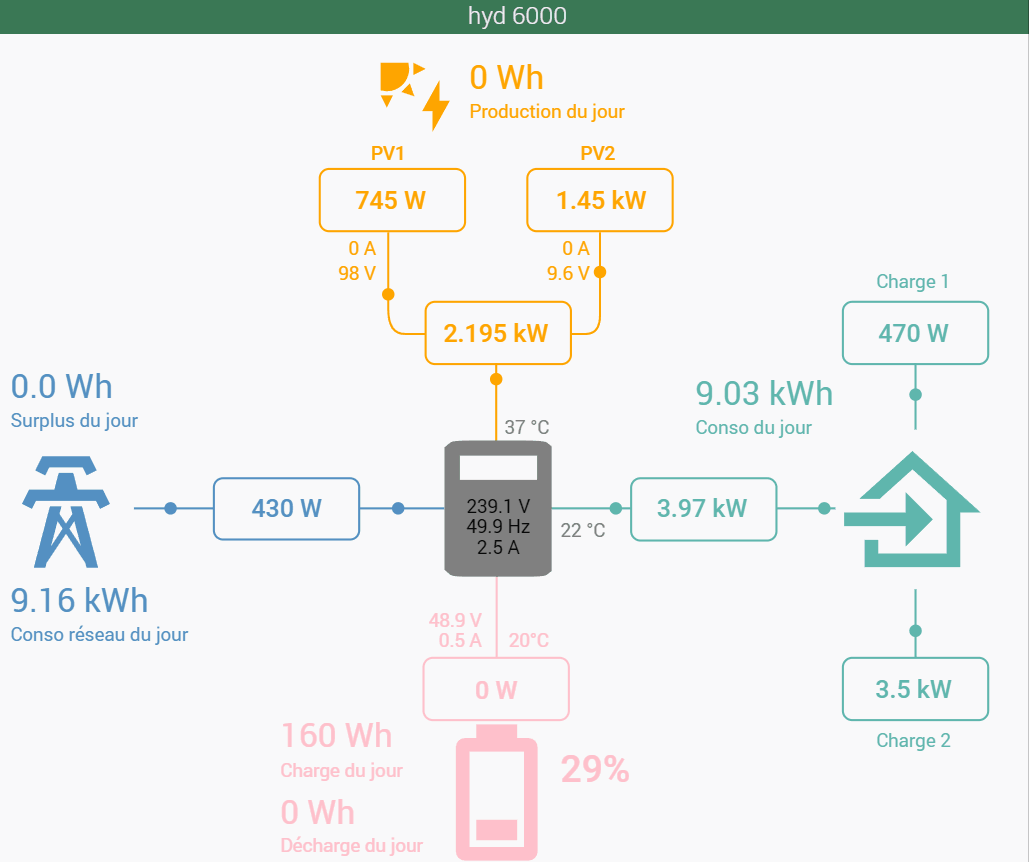 hyd 6000
0 Wh
Production du jour
PV1
PV2
745 W
1.45 kW
0 A
98 V
0 A
9.6 V
2.195 kW
Charge 1
470 W
0.0 Wh
Surplus du jour
9.03 kWh
Conso du jour
37 °C
430 W
239.1 V
49.9 Hz
2.5 A
22 °C
3.97 kW
9.16 kWh
Conso réseau du jour
48.9 V
0.5 A
20°C
0 W
3.5 kW
Charge 2
160 Wh
Charge du jour
29%
0 Wh
Décharge du jour